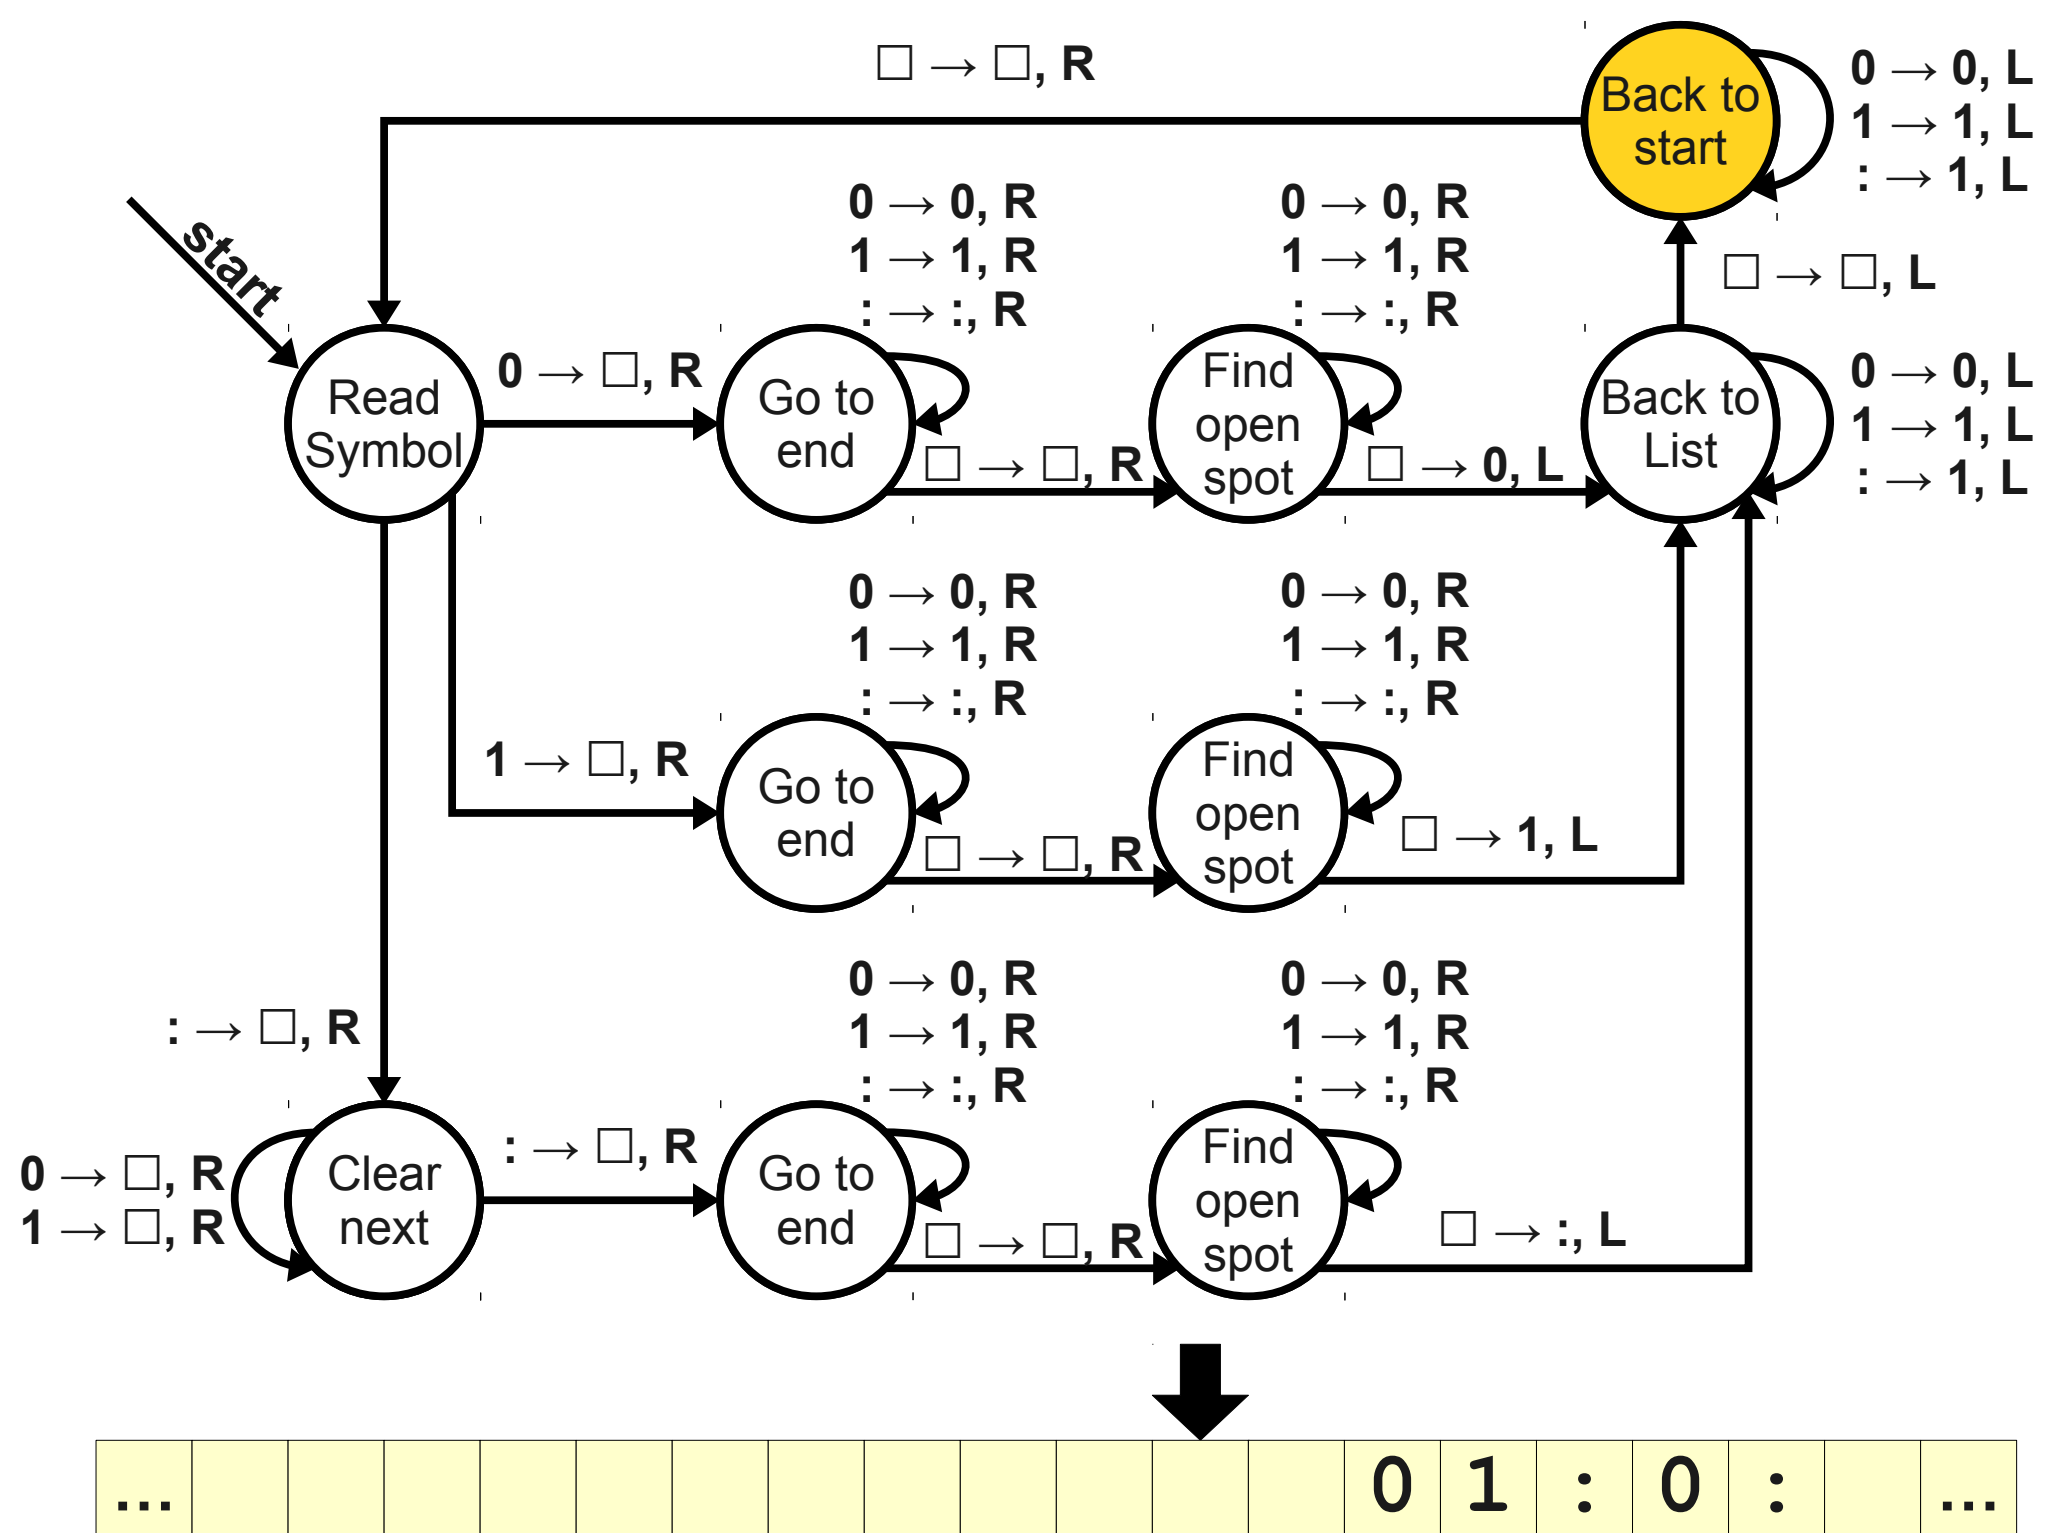 □ → □, R
Back to
start
0 → 0, L
1 → 1, L
: → 1, L
start
0 → 0, R
1 → 1, R
: → :, R
0 → 0, R
1 → 1, R
: → :, R
□ → □, L
Read
Symbol
0 → □, R
Go to
end
□ → □, R
Find
open
spot
□ → 0, L
Back to
List
0 → 0, L
1 → 1, L
: → 1, L
0 → 0, R
1 → 1, R
: → :, R
0 → 0, R
1 → 1, R
: → :, R
1 → □, R
Go to
end
□ → □, R
Find
open
spot
□ → 1, L
0 → 0, R
1 → 1, R
: → :, R
0 → 0, R
1 → 1, R
: → :, R
: → □, R
0 → □, R
1 → □, R
Clear
next
: → □, R
Go to
end
□ → □, R
Find
open
spot
□ → :, L
... 0 1 : 0 : ...